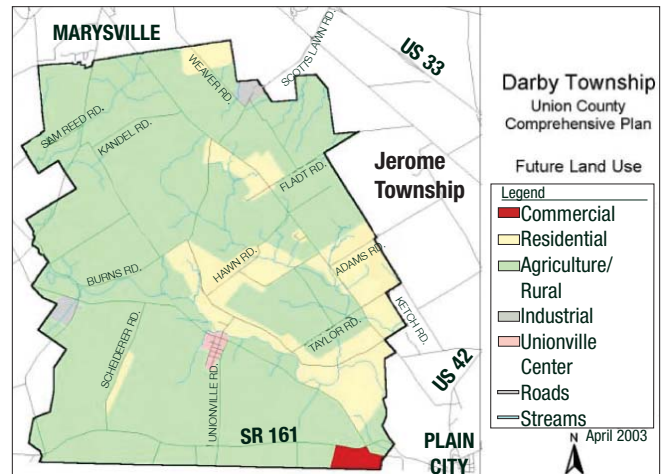 MARYSVILLE
WEAVER RD.
SCOTTS LAWN RD.
US 33
SAM REED RD.
KANDEL RD.
Jerome
Township
FLADT RD.
BURNS RD.
HAWN RD.
ADAMS RD.
KETCH RD.
SCHEIDERER RD.
TAYLOR RD.
UNIONVILLE RD.
US 42
SR 161
PLAIN
CITY
Darby Township
Union County
Comprehensive Plan
Future Land Use
Legend
Commercial
Residential
Agriculture/
Rural
Industrial
Unionville
Center
Roads
Streams
N
April 2003